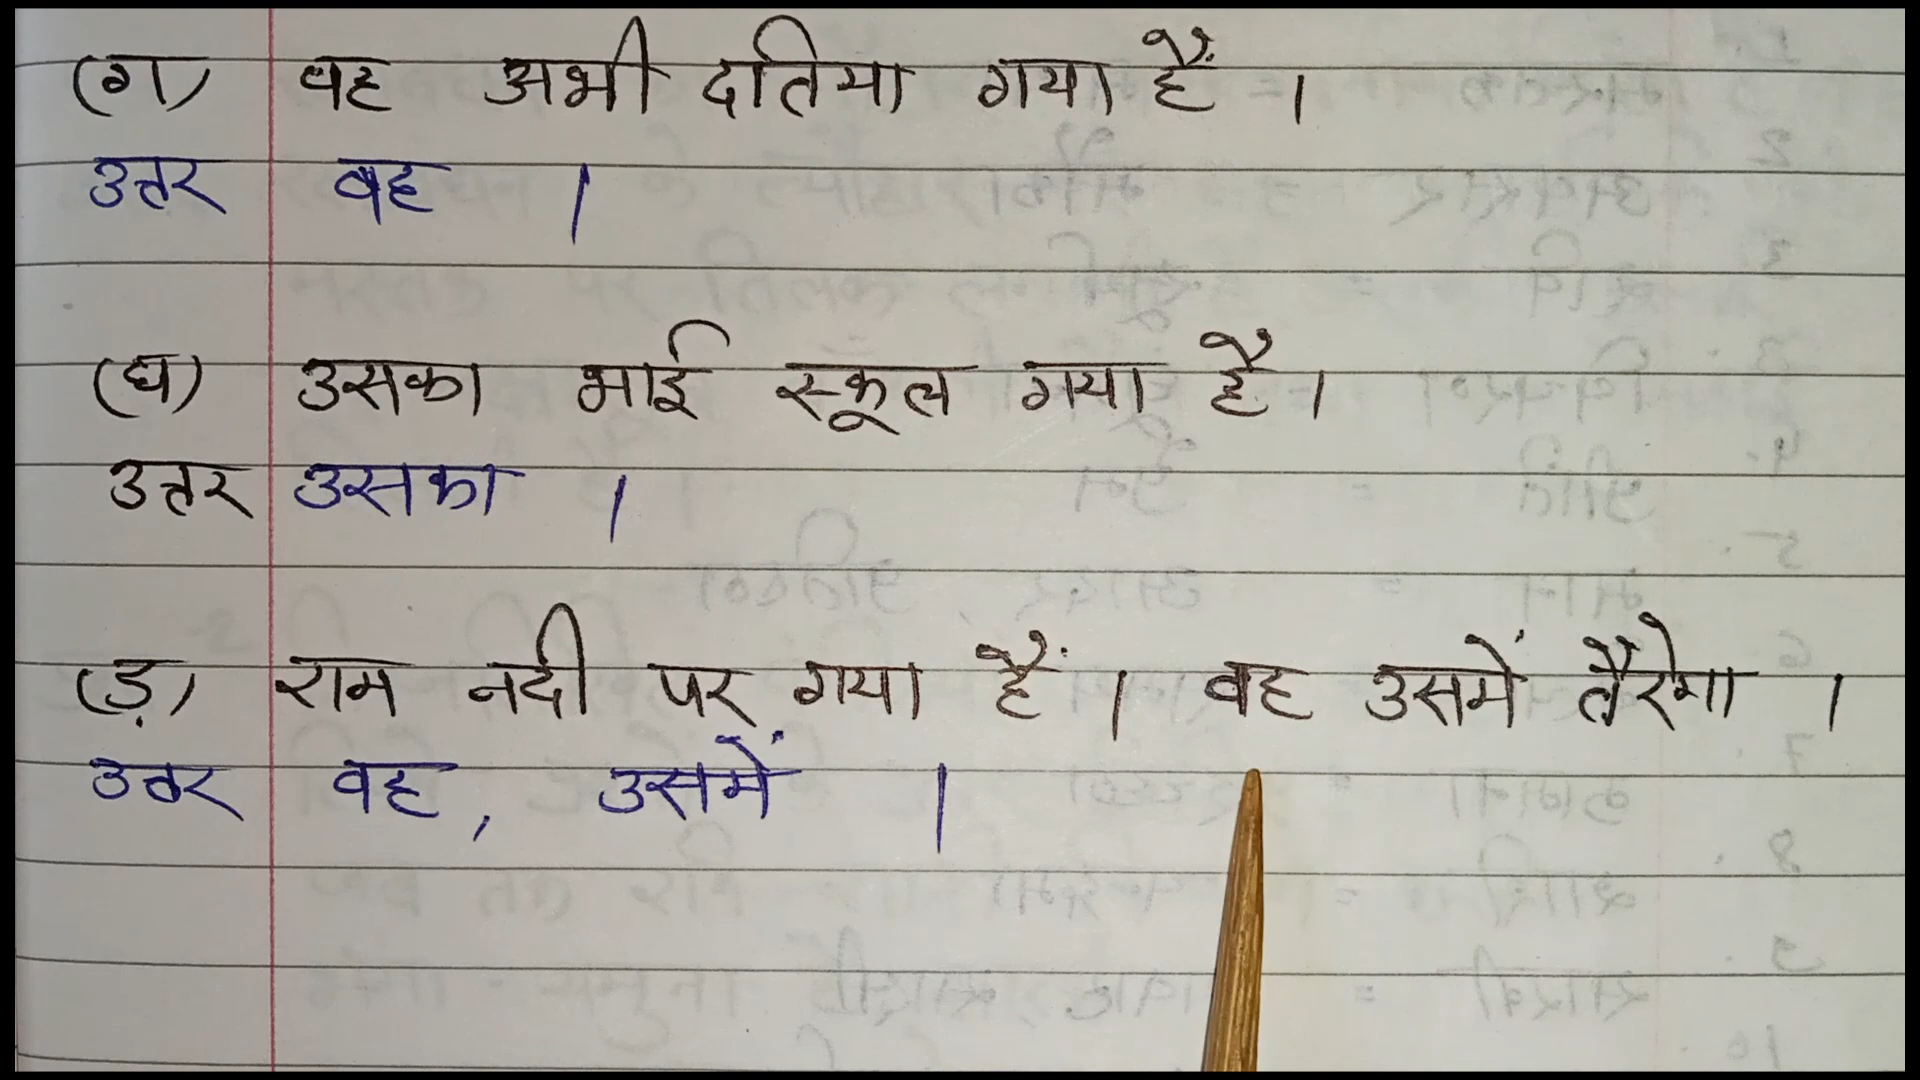 (ग) वह अभी दतिया गया हैं ।
उत्तर वह ।
(घ) उसका भाई स्कूल गया है ।
उत्तर उसका ।
(ड़) राम नदी पर गया हैं । वह उसमें तैरेगा ।
उत्तर वह , उसमें ।